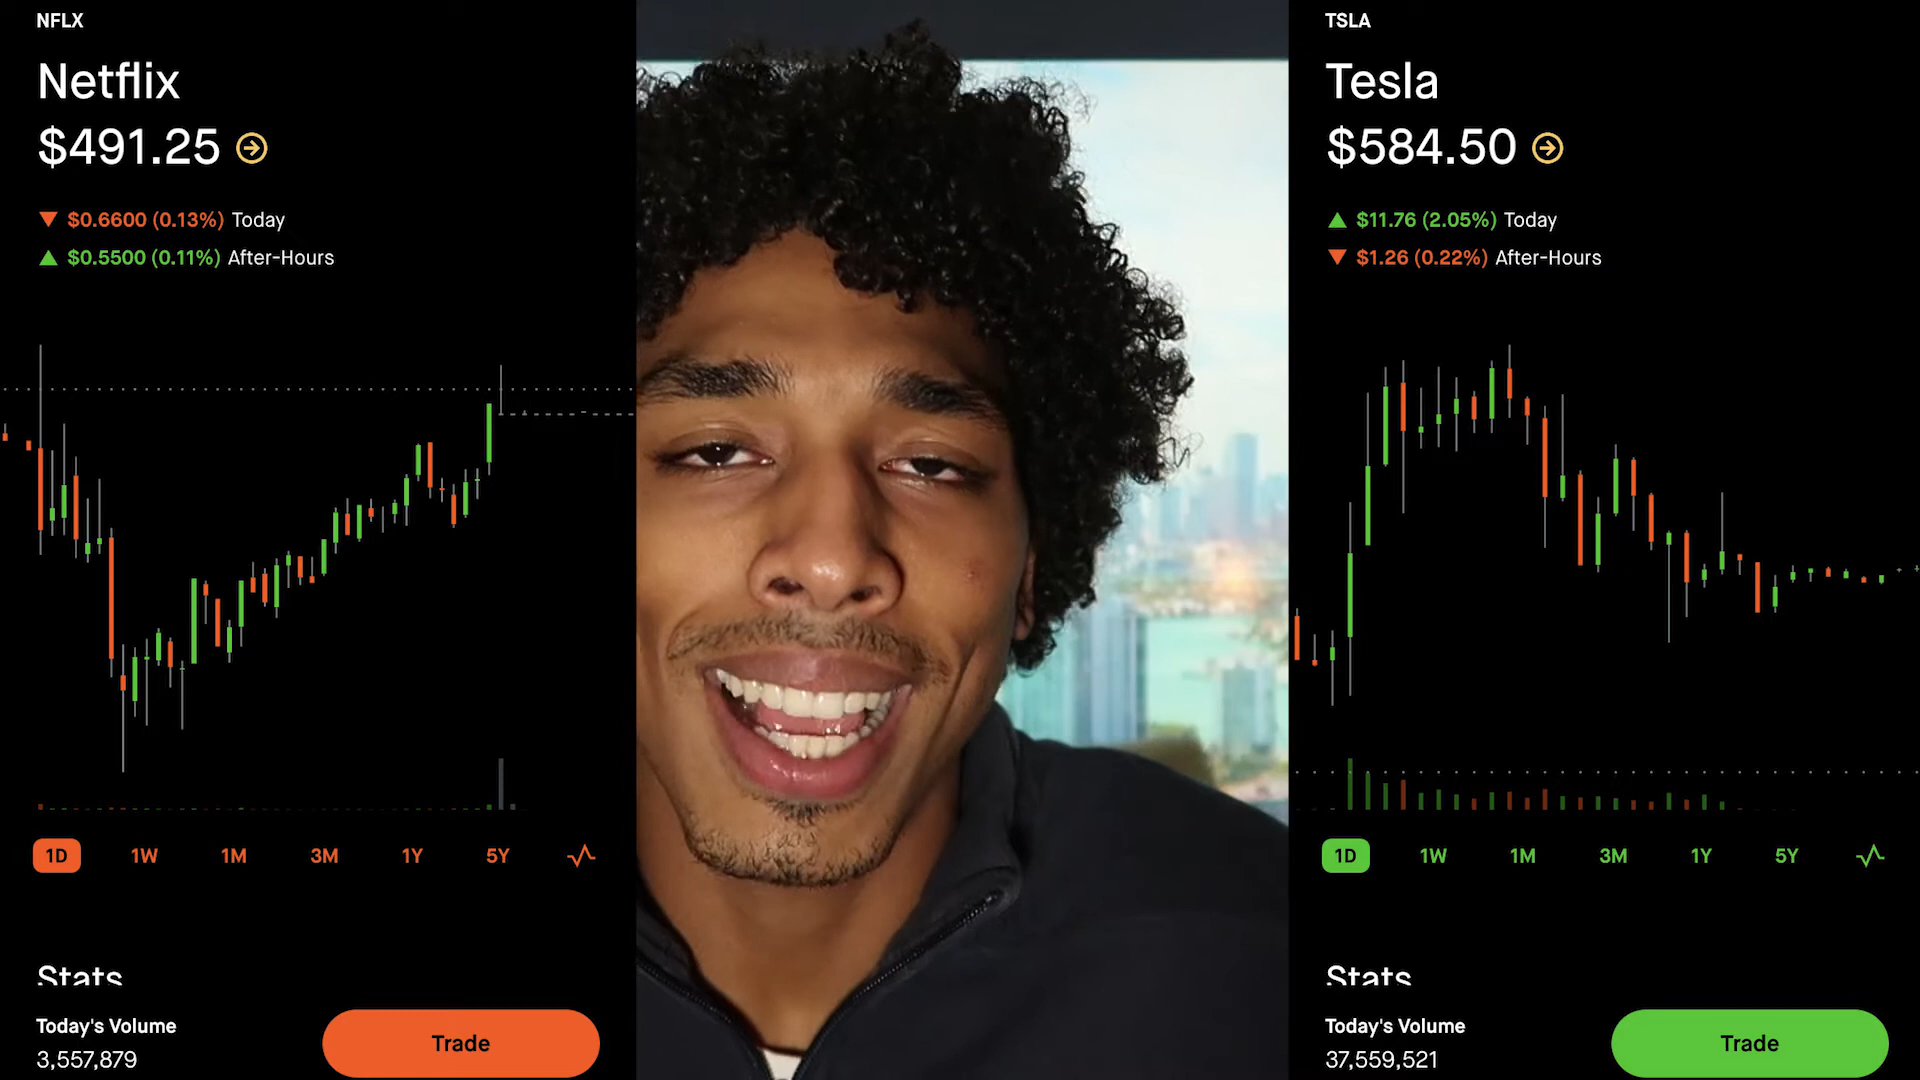 NFLX
Netflix
$491.25
$0.6600 (0.13%) Today
$0.5500 (0.11%) After-Hours
1D 1W 1M 3M 1Y 5Y
Stats
Today's Volume
3,557,879
Trade
TSLA
Tesla
$584.50
$11.76 (2.05%) Today
$1.26 (0.22%) After-Hours
1D 1W 1M 3M 1Y 5Y
Stats
Today's Volume
37,559,521
Trade